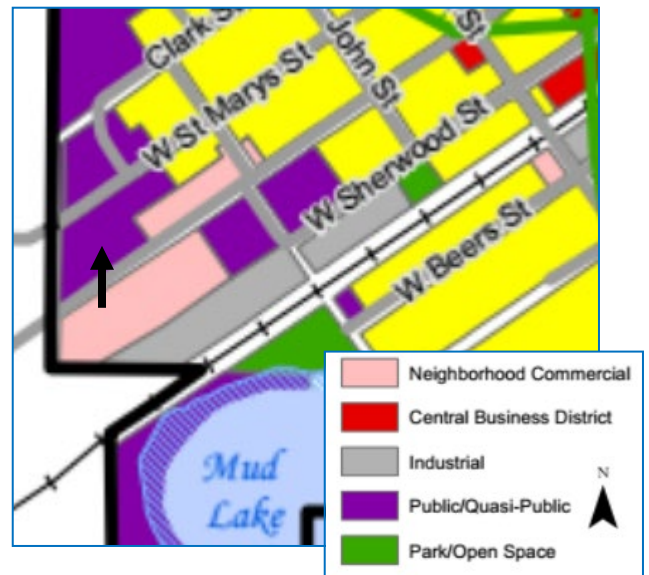 Clark St
W St Marys St
John St
St
W Sherwood St
W Beers St
Mud
Lake
Neighborhood Commercial
Central Business District
Industrial
Public/Quasi-Public
Park/Open Space
N